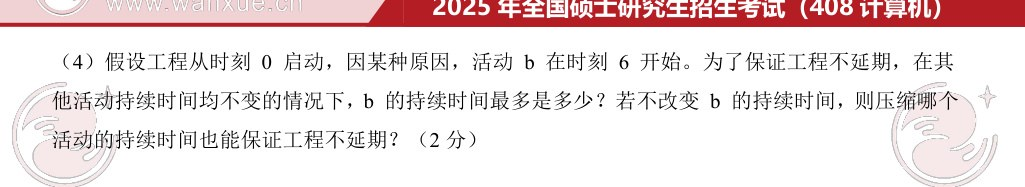 www.wanxue.cn
2025 年全国硕士研究生招生考试（408 计算机）
（4）假设工程从时刻 0 启动，因某种原因，活动 b 在时刻 6 开始。为了保证工程不延期，在其
他活动持续时间均不变的情况下，b 的持续时间最多是多少？若不改变 b 的持续时间，则压缩哪个
活动的持续时间也能保证工程不延期？（2 分）